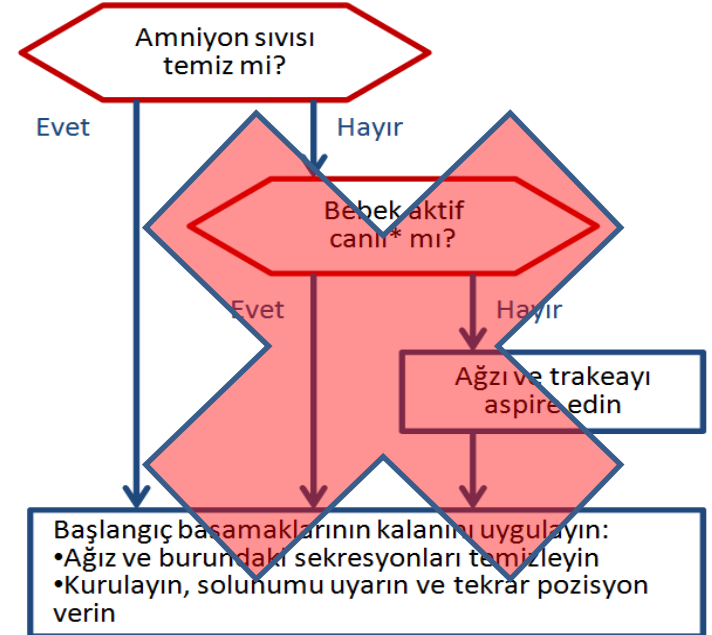 Amniyon sıvısı
temiz mi?
Evet
Hayır
Bebek aktif
canlı* mı?
Evet
Hayır
Ağzı ve trakeayı
aspire edin
Başlangıç basamaklarının kalanını uygulayın:
•Ağız ve burundaki sekresyonları temizleyin
•Kurulayın, solunumu uyarın ve tekrar pozisyon
verin